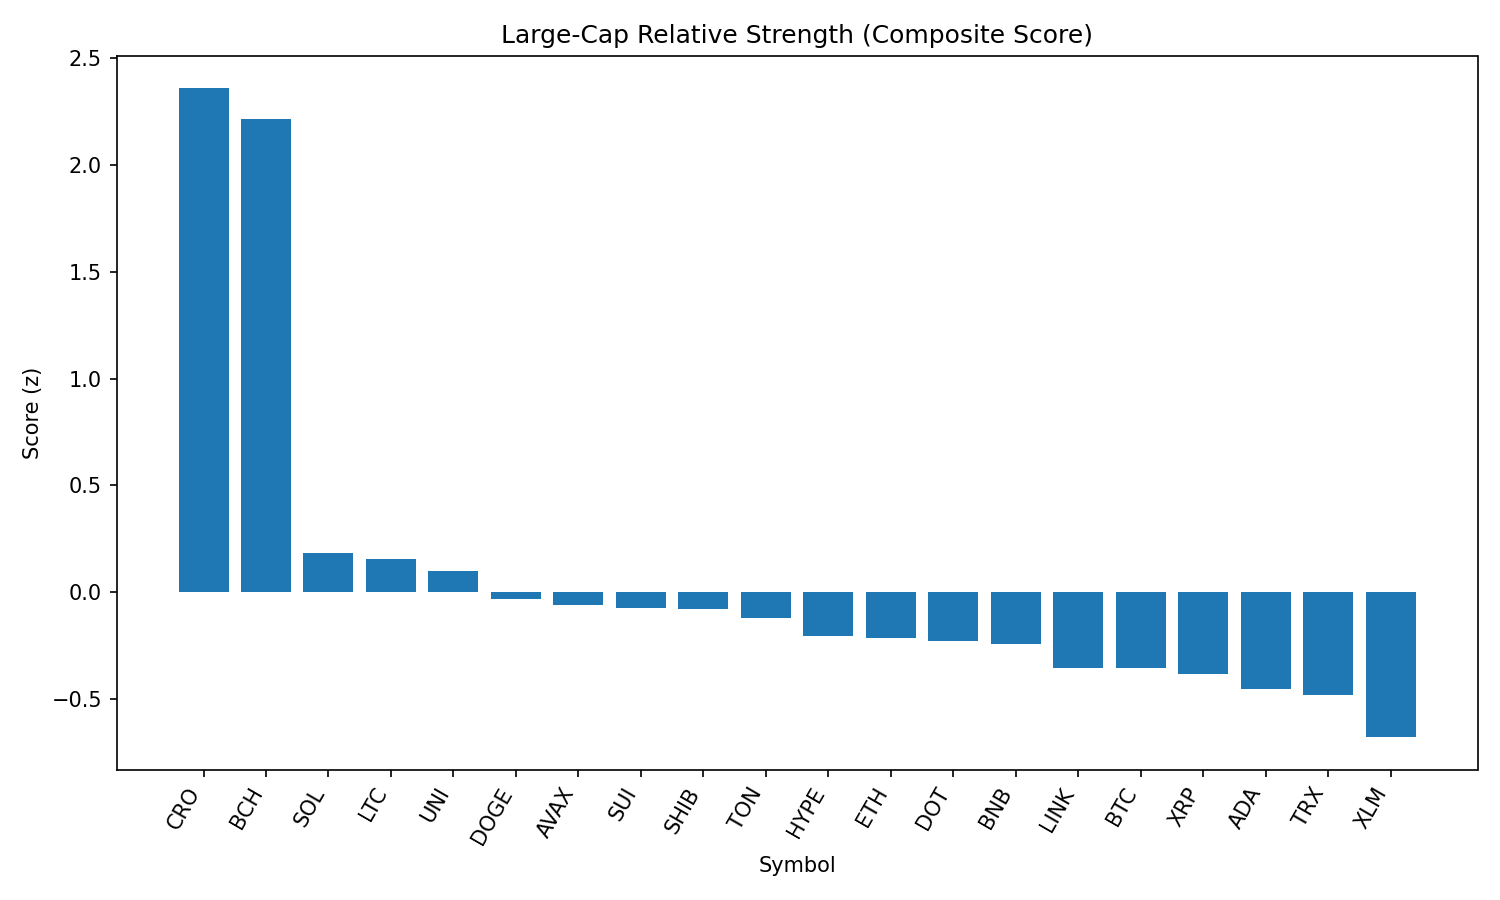 Large-Cap Relative Strength (Composite Score)
2.5
2.0
1.5
1.0
0.5
0.0
−0.5
Score (z)
CRO
BCH
SOL
LTC
UNI
DOGE
AVAX
SUI
SHIB
TON
HYPE
ETH
DOT
BNB
LINK
BTC
XRP
ADA
TRX
XLM
Symbol